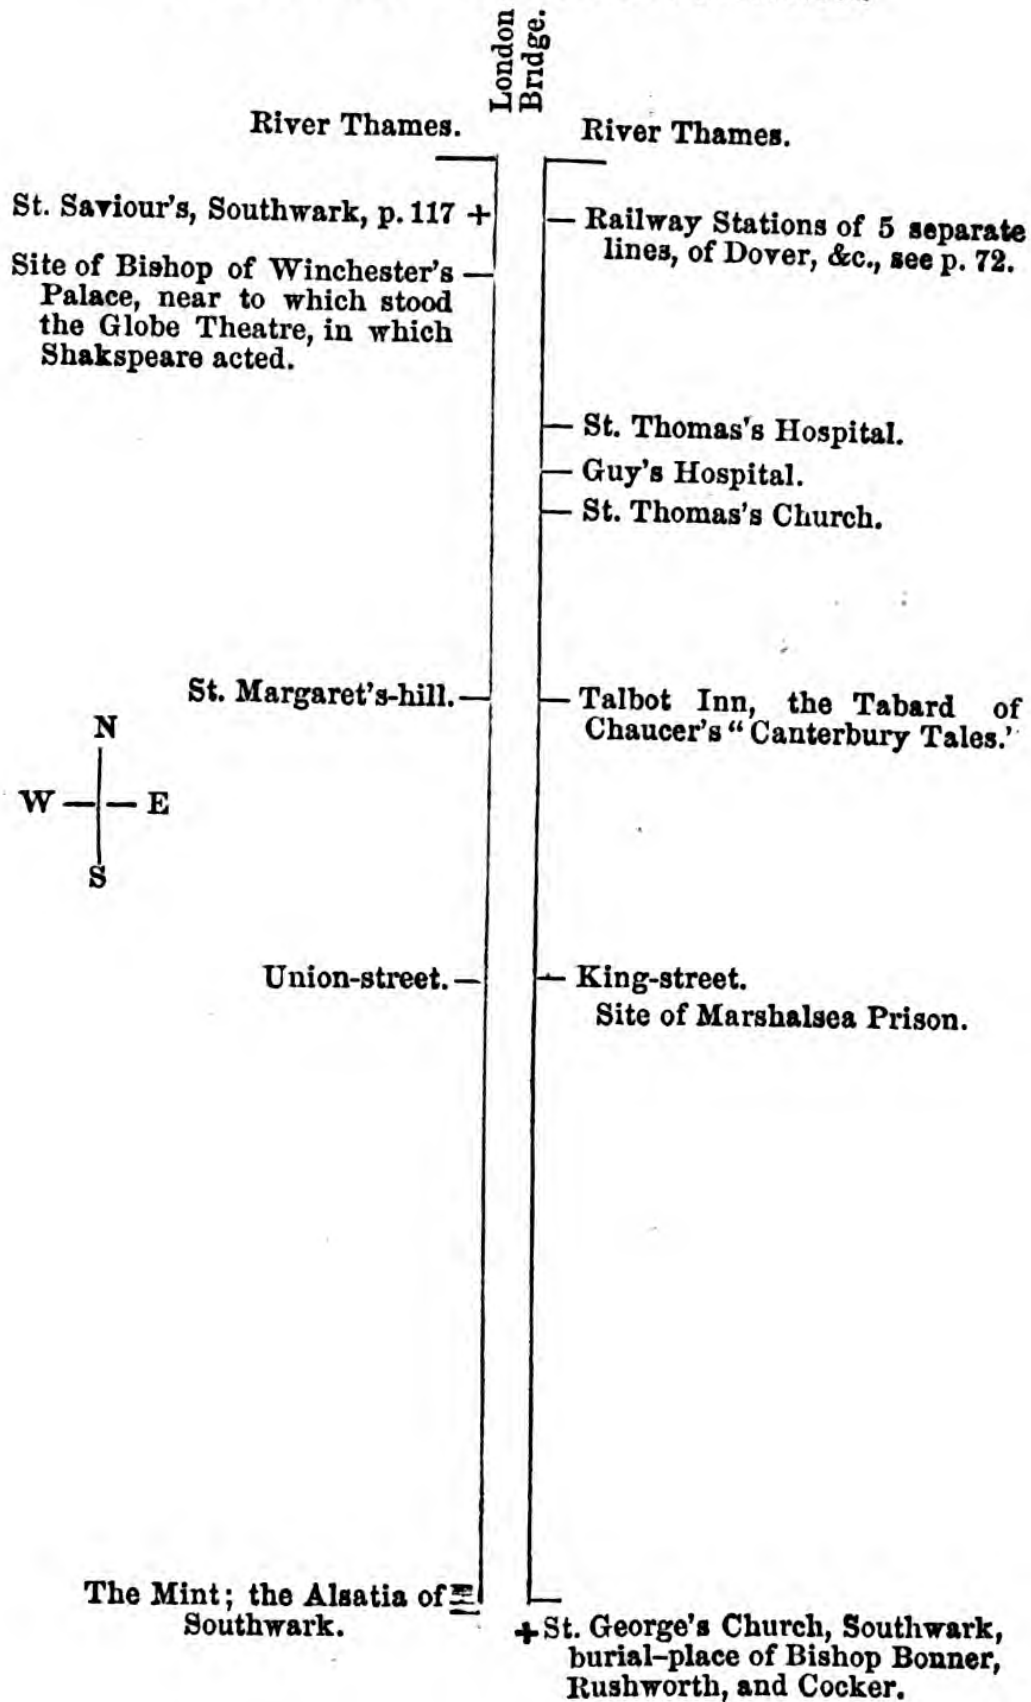 London
Bridge.
River Thames.
River Thames.
St. Saviour's, Southwark, p. 117
Railway Stations of 5 separate
lines, of Dover, &c., see p. 72.
Site of Bishop of Winchester's
Palace, near to which stood
the Globe Theatre, in which
Shakspeare acted.
St. Thomas's Hospital.
Guy's Hospital.
St. Thomas's Church.
St. Margaret's-hill.
Talbot Inn, the Tabard of
Chaucer's "Canterbury Tales.'
N
W E
S
Union-street.
King-street.
Site of Marshalsea Prison.
The Mint; the Alsatia of
Southwark.
St. George's Church, Southwark,
burial-place of Bishop Bonner,
Rushworth, and Cocker.